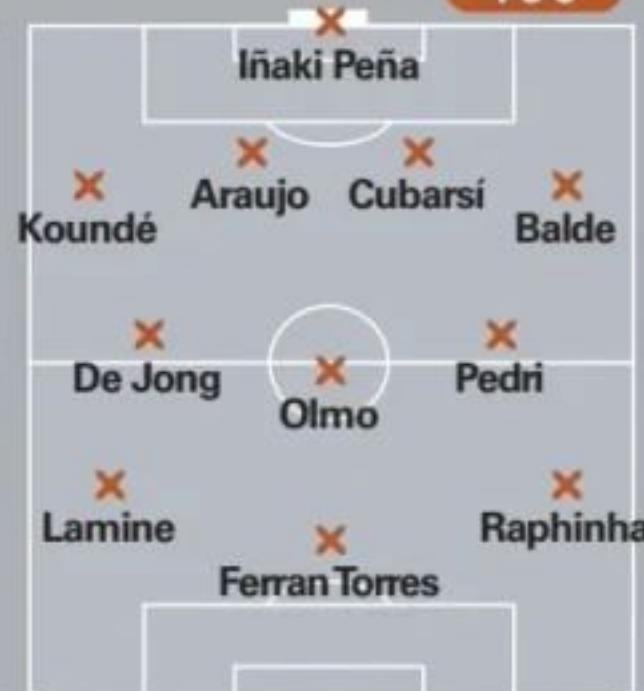 Iñaki Peña
Araujo Cubarsí
Koundé Balde
De Jong Pedri
Olmo
Lamine Raphinha
Ferran Torres